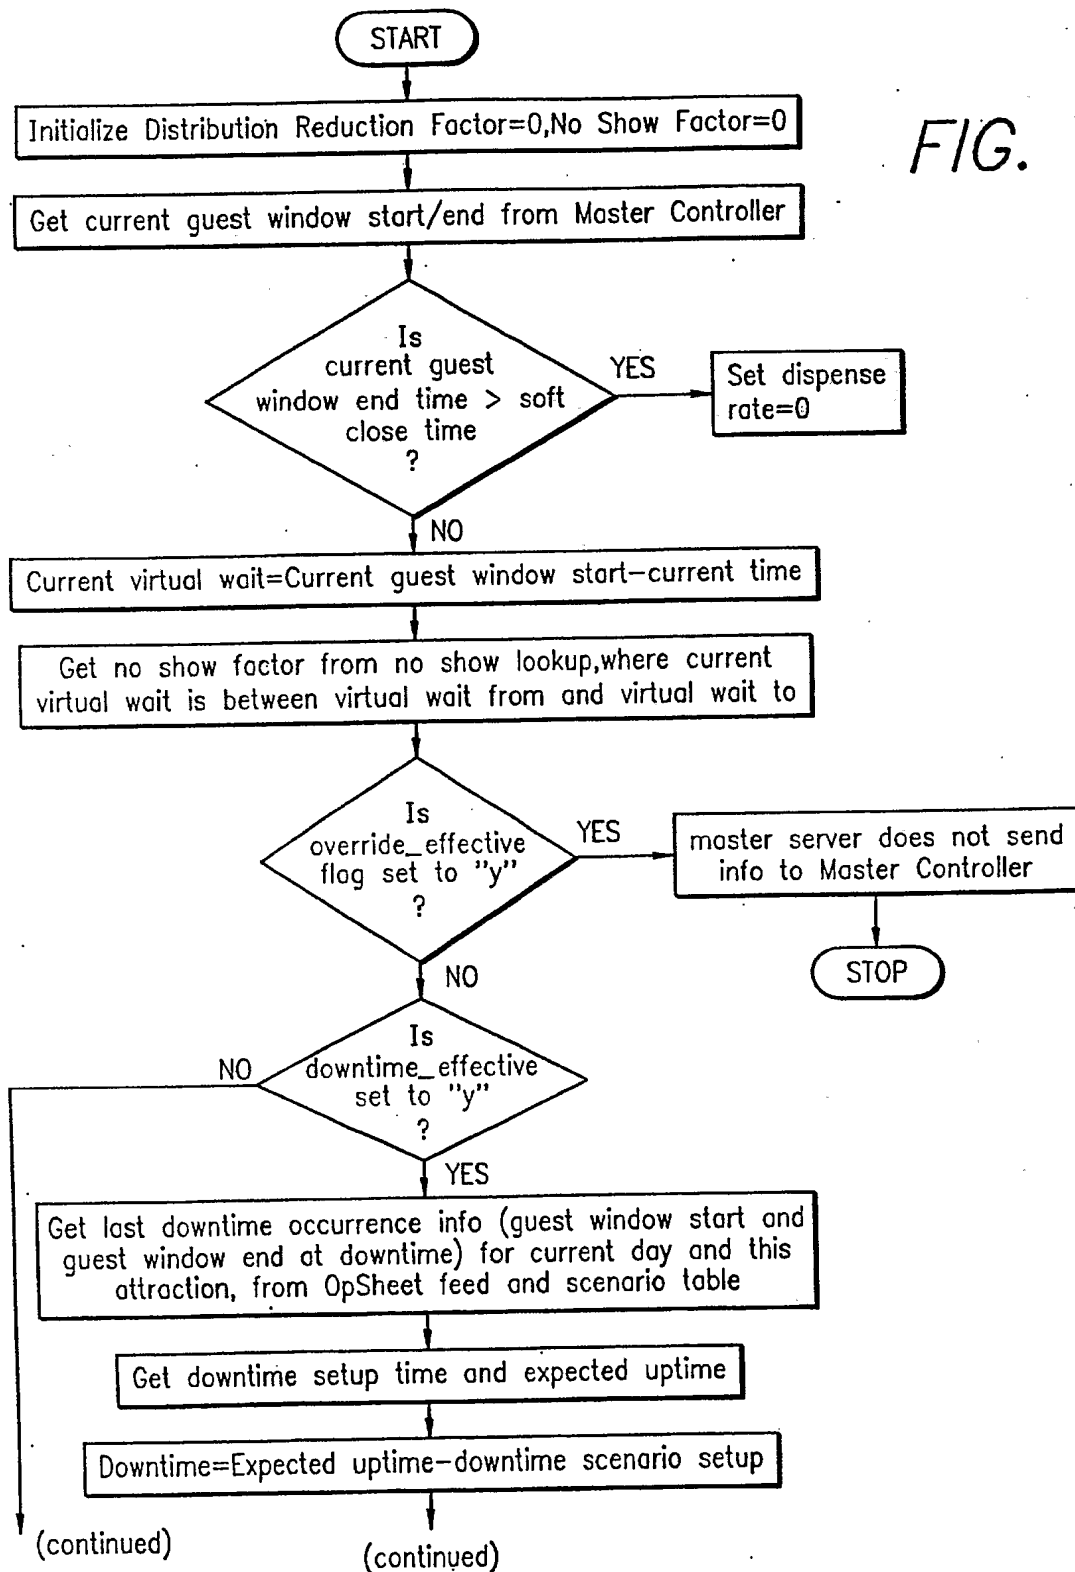 START
Initialize Distribution Reduction Factor=0,No Show Factor=0
FIG.
Get current guest window start/end from Master Controller
Is
current guest
window end time > soft
close time
?
YES
Set dispense
rate=0
NO
Current virtual wait=Current guest window start-current time
Get no show factor from no show lookup,where current
virtual wait is between virtual wait from and virtual wait to
Is
override_effective
flag set to "y"
?
YES
master server does not send
info to Master Controller
STOP
NO
Is
downtime_effective
set to "y"
?
NO
YES
Get last downtime occurrence info (guest window start and
guest window end at downtime) for current day and this
attraction, from OpSheet feed and scenario table
Get downtime setup time and expected uptime
Downtime=Expected uptime-downtime scenario setup
(continued)
(continued)